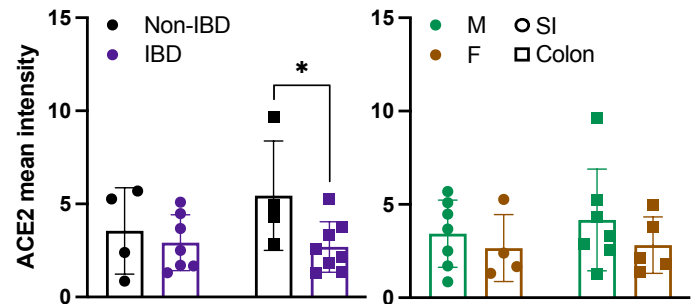 ACE2 mean intensity
15
10
5
0
Non-IBD
IBD
*
15
10
5
0
M
F
SI
Colon